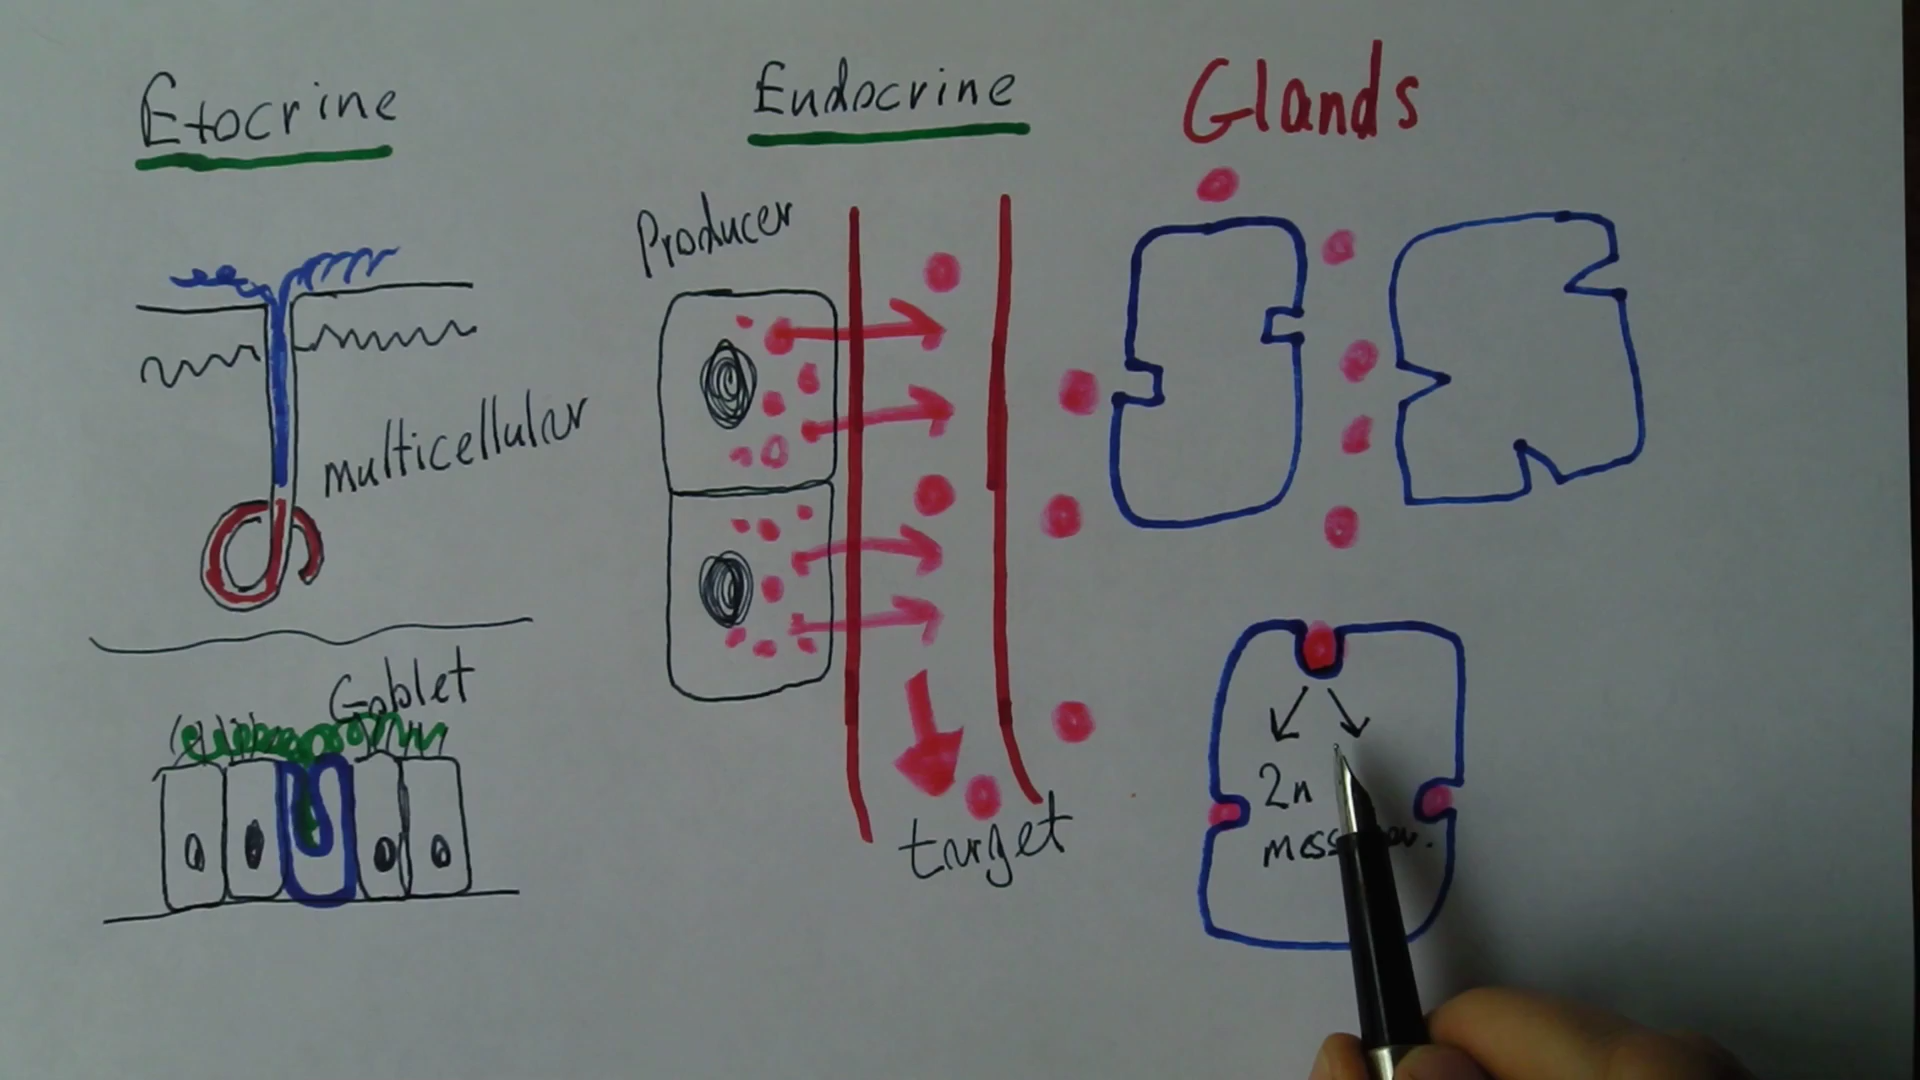 Etocrine
Endocrine
Glands
Producer
multicellular
Goblet
target
2n